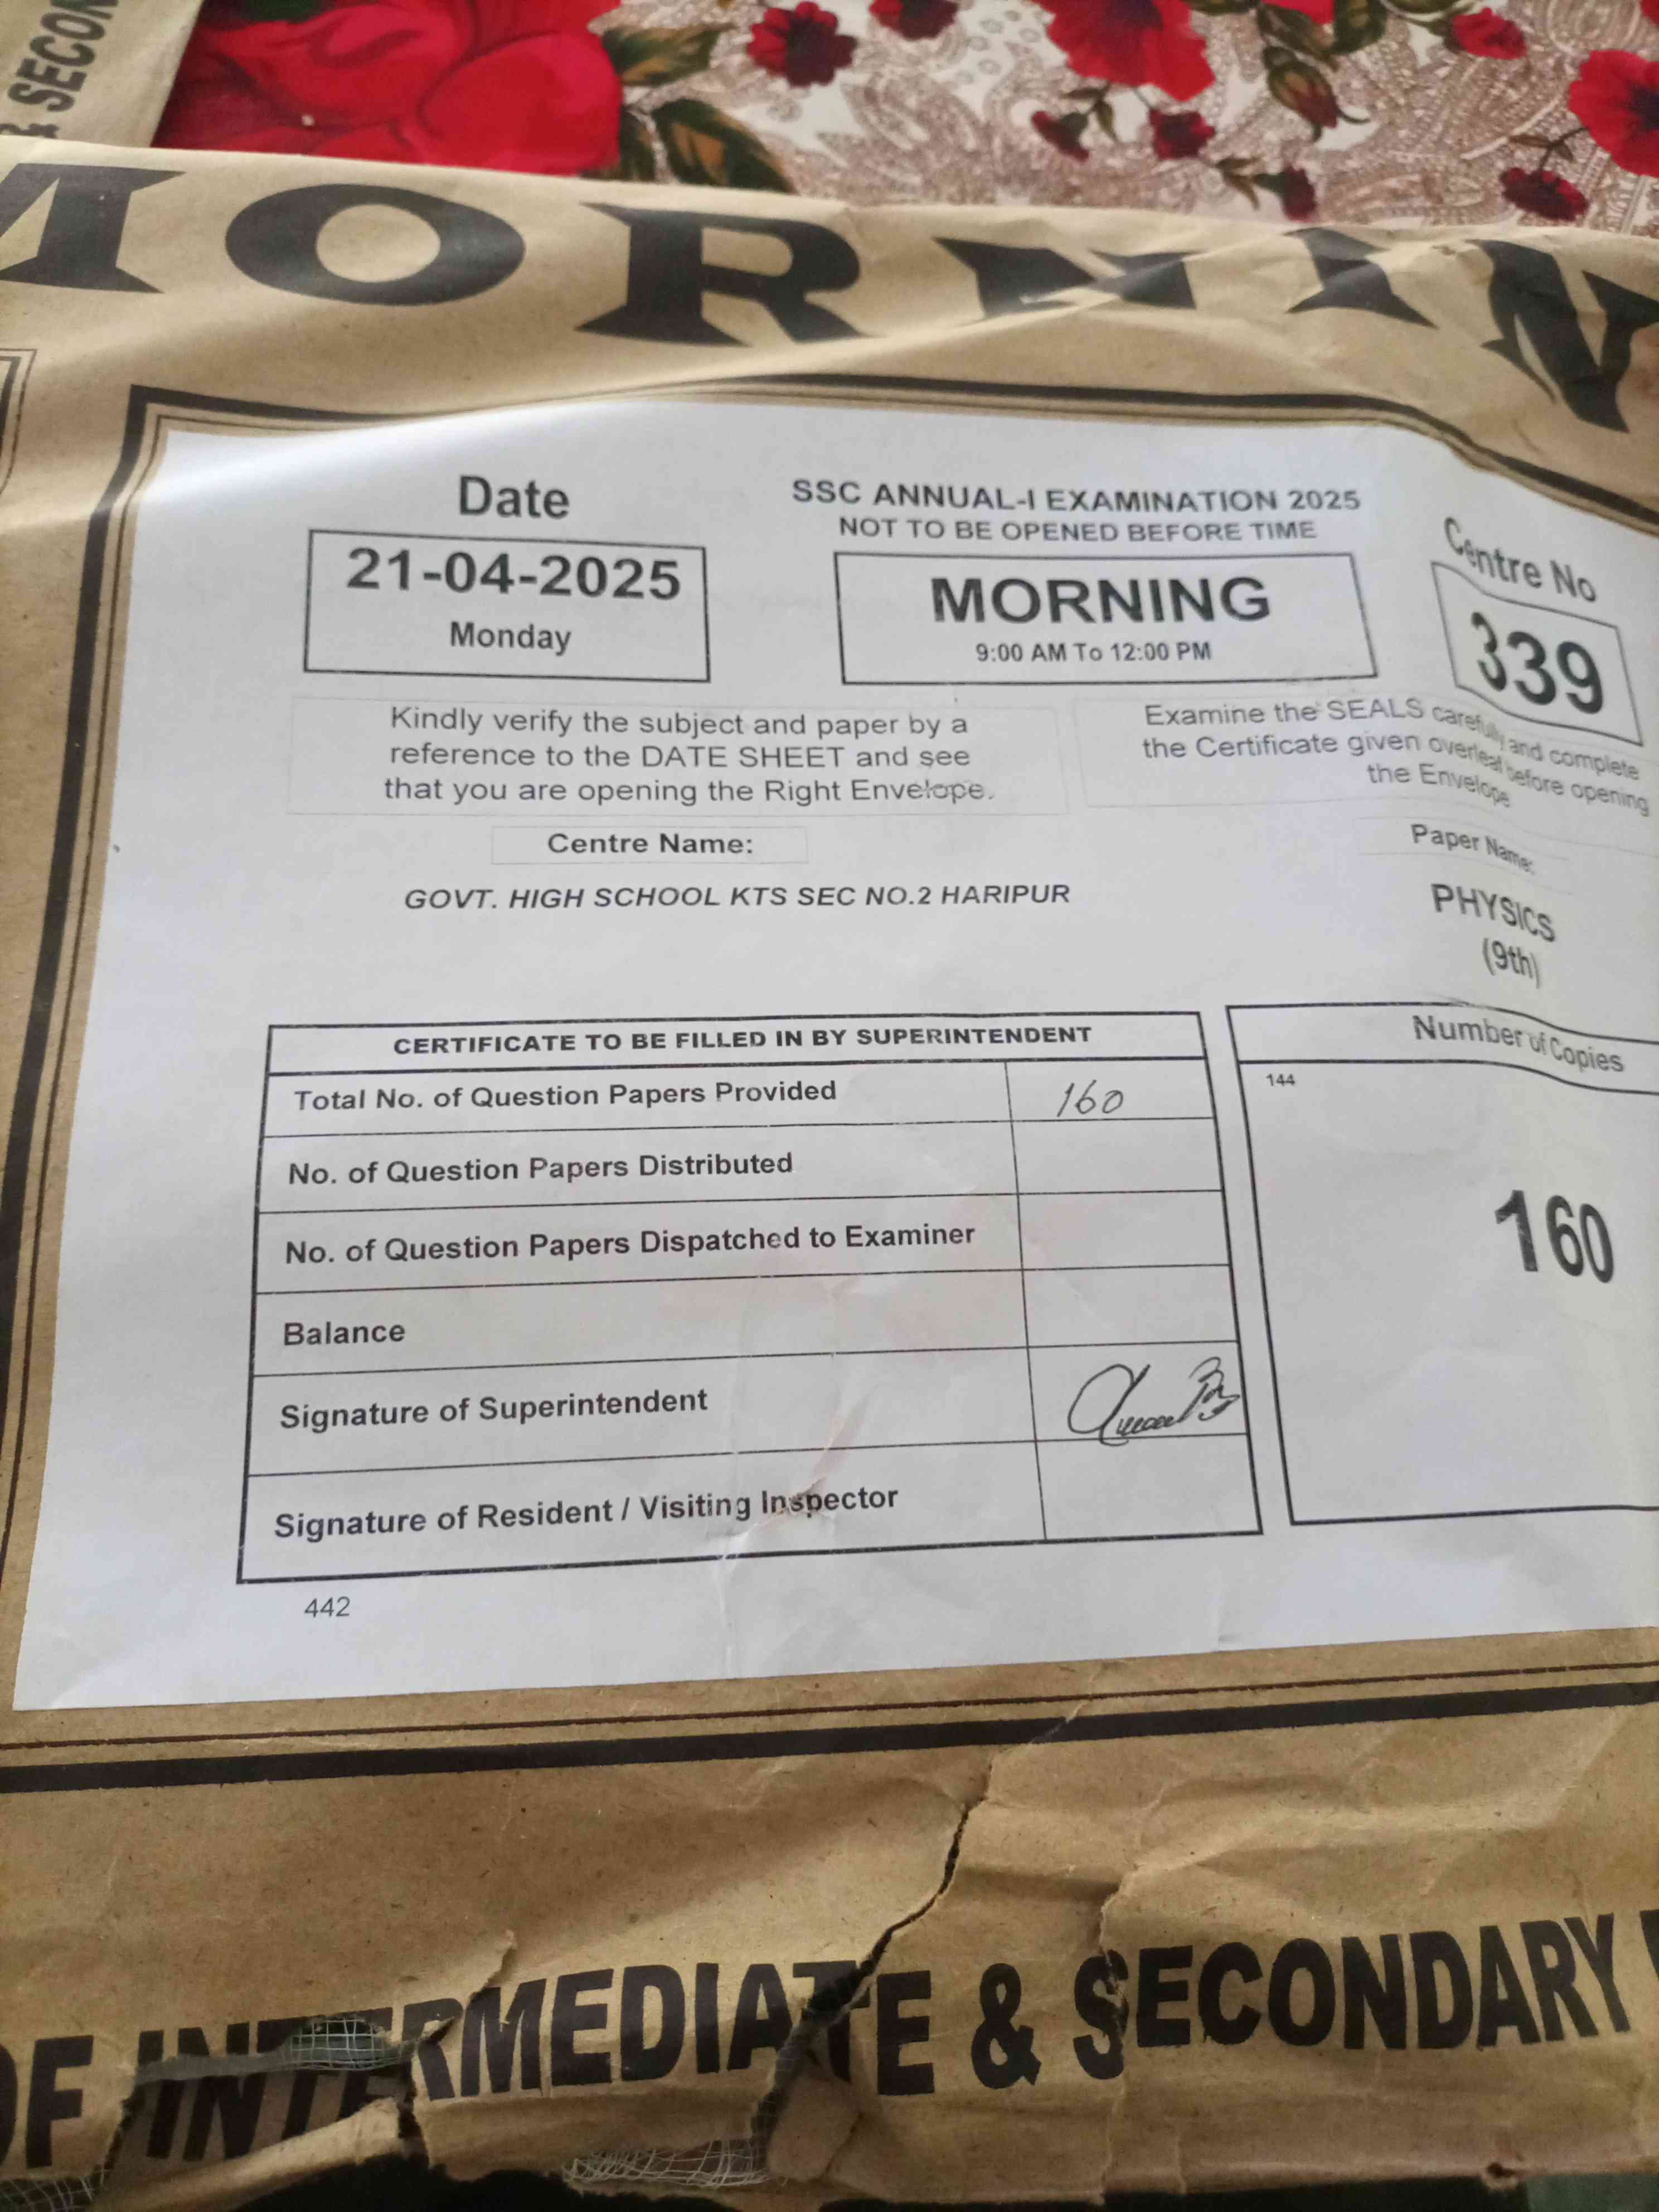 & SECON
MORNIN
Date
21-04-2025
Monday
SSC ANNUAL-I EXAMINATION 2025
NOT TO BE OPENED BEFORE TIME
MORNING
9:00 AM To 12:00 PM
Centre No
339
Kindly verify the subject and paper by a
reference to the DATE SHEET and see
that you are opening the Right Envelope.
Examine the SEALS carefully and complete
the Certificate given overleaf before opening
the Envelope
Centre Name:
GOVT. HIGH SCHOOL KTS SEC NO.2 HARIPUR
Paper Name:
PHYSICS
(9th)
CERTIFICATE TO BE FILLED IN BY SUPERINTENDENT
Total No. of Question Papers Provided 160
No. of Question Papers Distributed
No. of Question Papers Dispatched to Examiner
Balance
Signature of Superintendent
Signature of Resident / Visiting Inspector
Number of Copies
144
160
442
OF INTERMEDIATE & SECONDARY